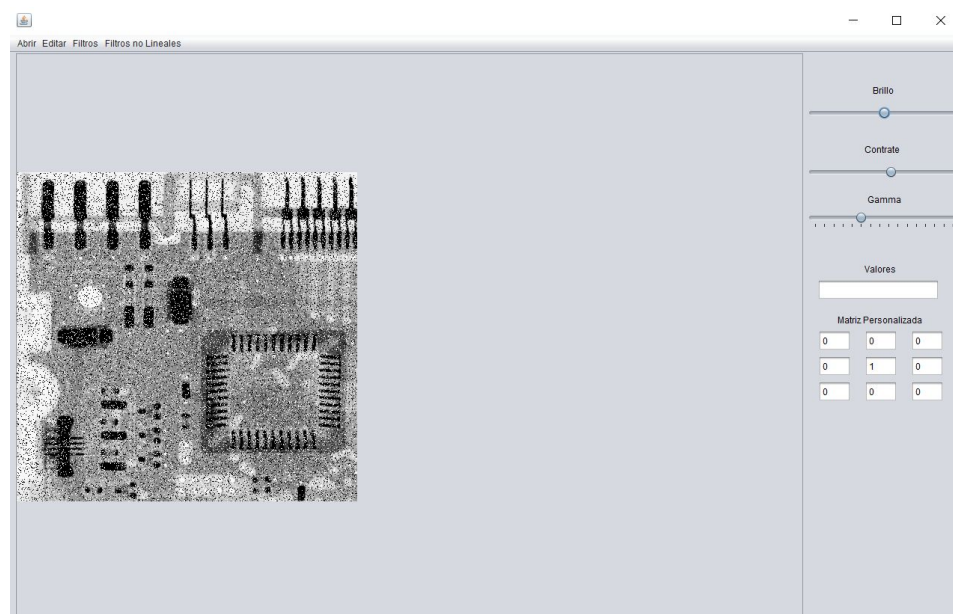 Abrir Editar Filtros Filtros no Lineales
Brillo
Contrate
Gamma
Valores
Matriz Personalizada
0 0 0
0 1 0
0 0 0